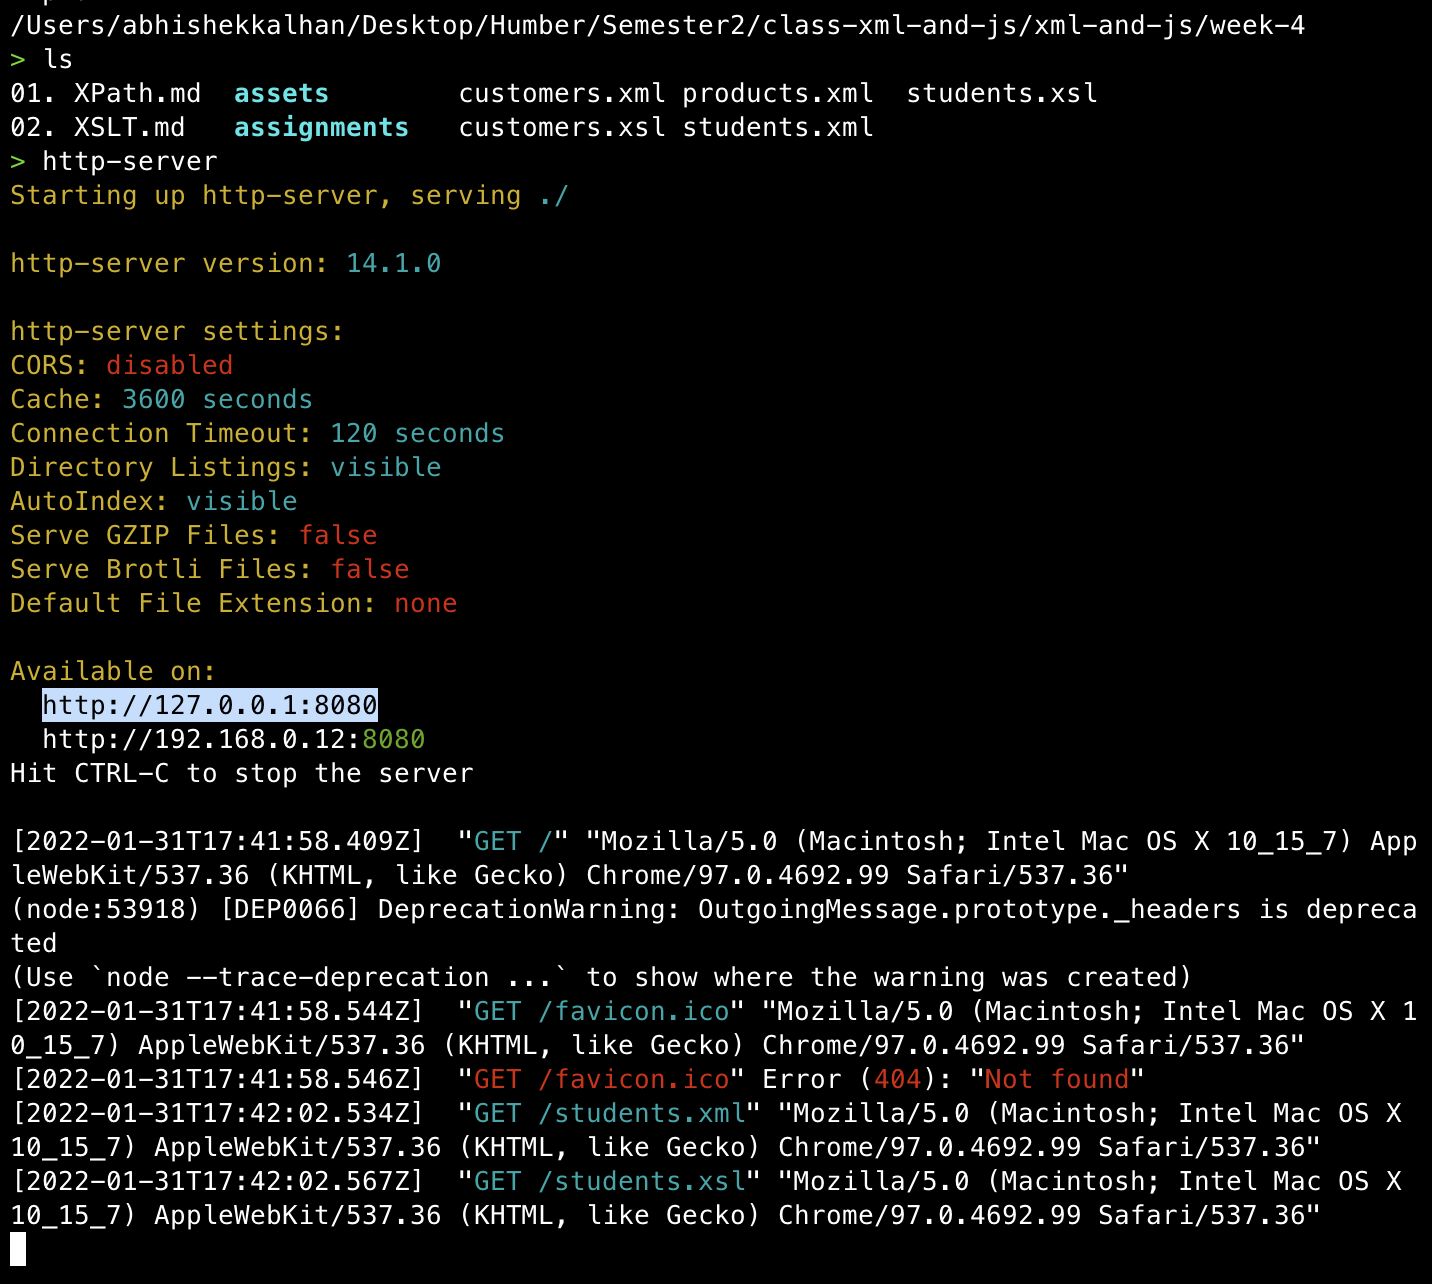 /Users/abhishekkalhan/Desktop/Humber/Semester2/class-xml-and-js/xml-and-js/week-4
> ls
01. XPath.md  assets        customers.xml products.xml  students.xsl
02. XSLT.md   assignments   customers.xsl students.xml
> http-server
Starting up http-server, serving ./
http-server version: 14.1.0
http-server settings:
CORS: disabled
Cache: 3600 seconds
Connection Timeout: 120 seconds
Directory Listings: visible
AutoIndex: visible
Serve GZIP Files: false
Serve Brotli Files: false
Default File Extension: none
Available on:
  http://127.0.0.1:8080
  http://192.168.0.12:8080
Hit CTRL-C to stop the server
[2022-01-31T17:41:58.409Z]  "GET /" "Mozilla/5.0 (Macintosh; Intel Mac OS X 10_15_7) App
leWebKit/537.36 (KHTML, like Gecko) Chrome/97.0.4692.99 Safari/537.36"
(node:53918) [DEP0066] DeprecationWarning: OutgoingMessage.prototype._headers is depreca
ted
(Use `node --trace-deprecation ...` to show where the warning was created)
[2022-01-31T17:41:58.544Z]  "GET /favicon.ico" "Mozilla/5.0 (Macintosh; Intel Mac OS X 1
0_15_7) AppleWebKit/537.36 (KHTML, like Gecko) Chrome/97.0.4692.99 Safari/537.36"
[2022-01-31T17:41:58.546Z]  "GET /favicon.ico" Error (404): "Not found"
[2022-01-31T17:42:02.534Z]  "GET /students.xml" "Mozilla/5.0 (Macintosh; Intel Mac OS X
10_15_7) AppleWebKit/537.36 (KHTML, like Gecko) Chrome/97.0.4692.99 Safari/537.36"
[2022-01-31T17:42:02.567Z]  "GET /students.xsl" "Mozilla/5.0 (Macintosh; Intel Mac OS X
10_15_7) AppleWebKit/537.36 (KHTML, like Gecko) Chrome/97.0.4692.99 Safari/537.36"